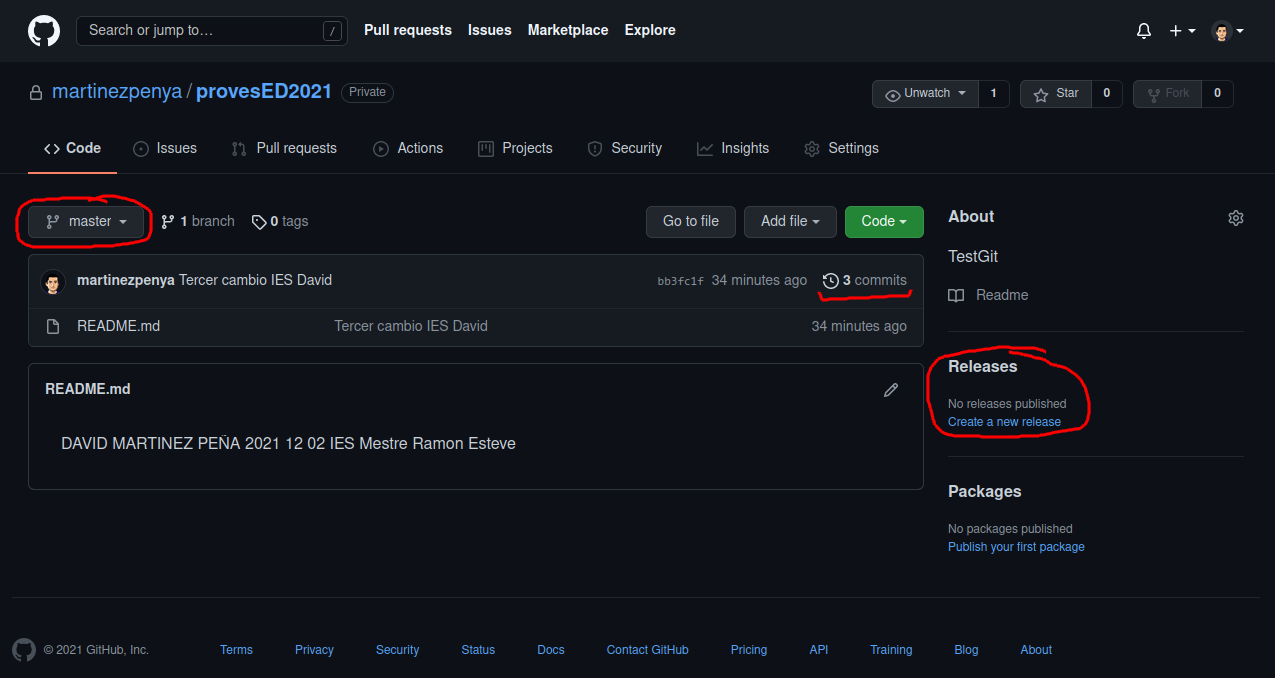 Search or jump to… /
Pull requests Issues Marketplace Explore
martinezpenya / provesED2021 Private
Unwatch 1 Star 0 Fork 0
Code Issues Pull requests Actions Projects Security Insights Settings
master 1 branch 0 tags Go to file Add file Code
martinezpenya Tercer cambio IES David bb3fc1f 34 minutes ago 3 commits
README.md Tercer cambio IES David 34 minutes ago
README.md
DAVID MARTINEZ PEÑA 2021 12 02 IES Mestre Ramon Esteve
About
TestGit
Readme
Releases
No releases published
Create a new release
Packages
No packages published
Publish your first package
© 2021 GitHub, Inc. Terms Privacy Security Status Docs Contact GitHub Pricing API Training Blog About